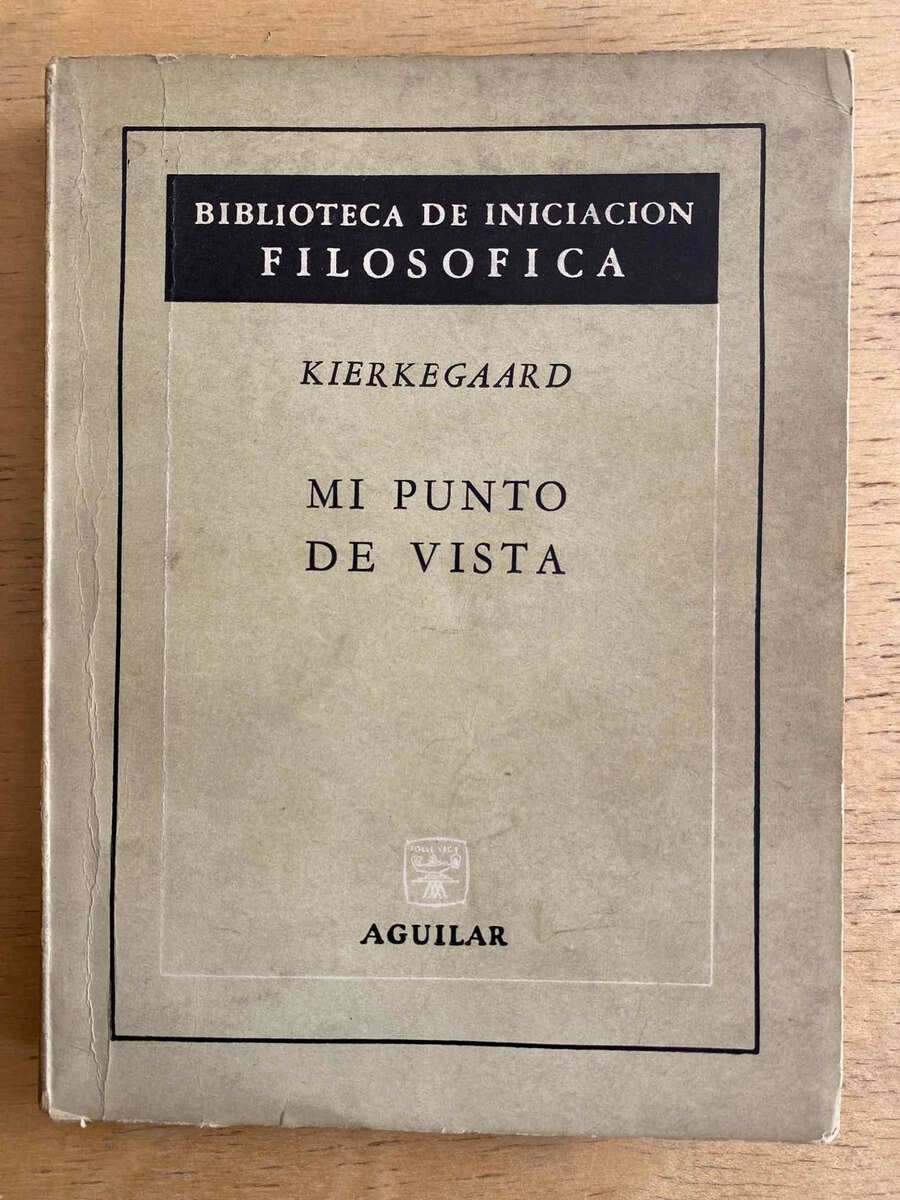 BIBLIOTECA DE INICIACION
FILOSOFICA
KIERKEGAARD
MI PUNTO
DE VISTA
AGUILAR